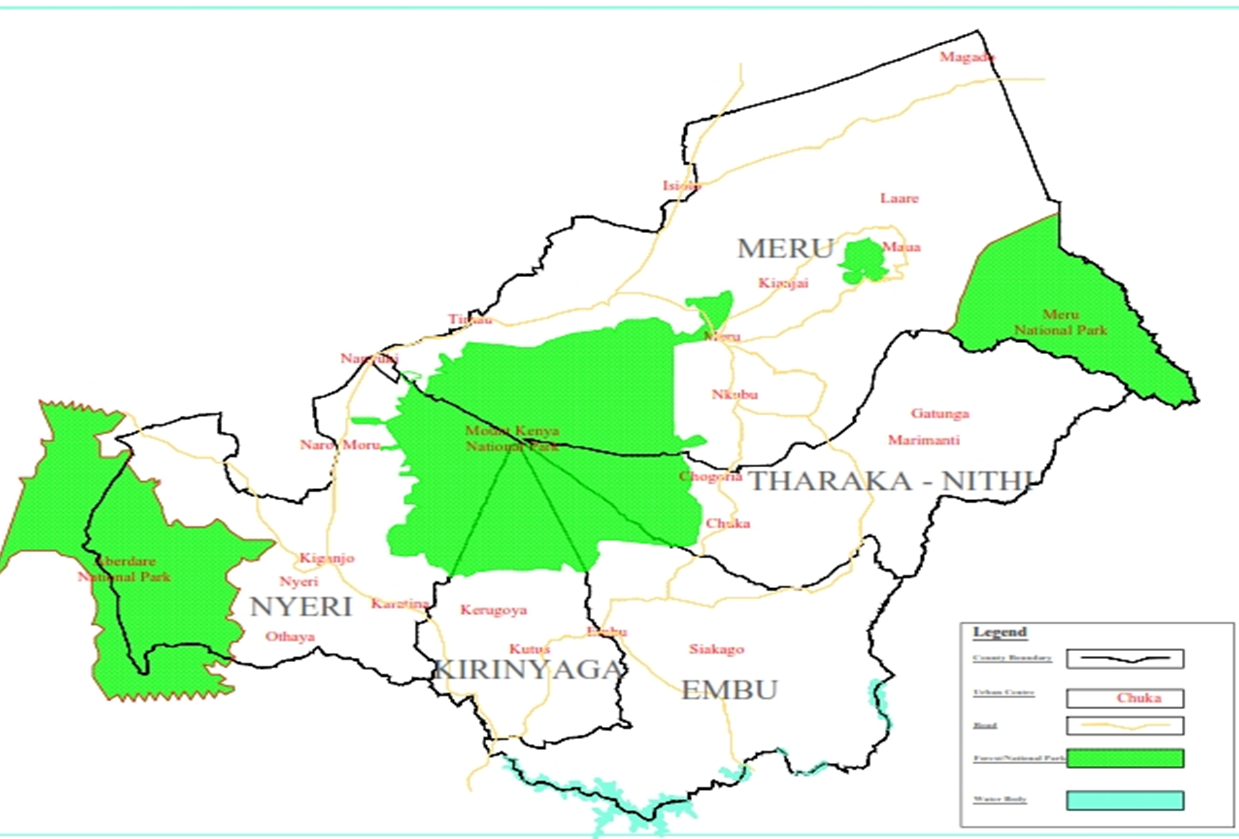 Magado
Isiolo
Laare
MERU
Maua
Kianjai
Timau
Meru
Meru
National Park
Nanyuki
Nkubu
Gatunga
Mount Kenya
National Park
Marimanti
Naro Moru
Chogoria
THARAKA - NITHI
Chuka
Aberdare
National Park
Kiganjo
Nyeri
NYERI
Karatina
Kerugoya
Othaya
Embu
Kutus
Siakago
KIRINYAGA
EMBU
Legend
County Boundary
Urban Centre
Chuka
Road
Forest/National Park
Water Body